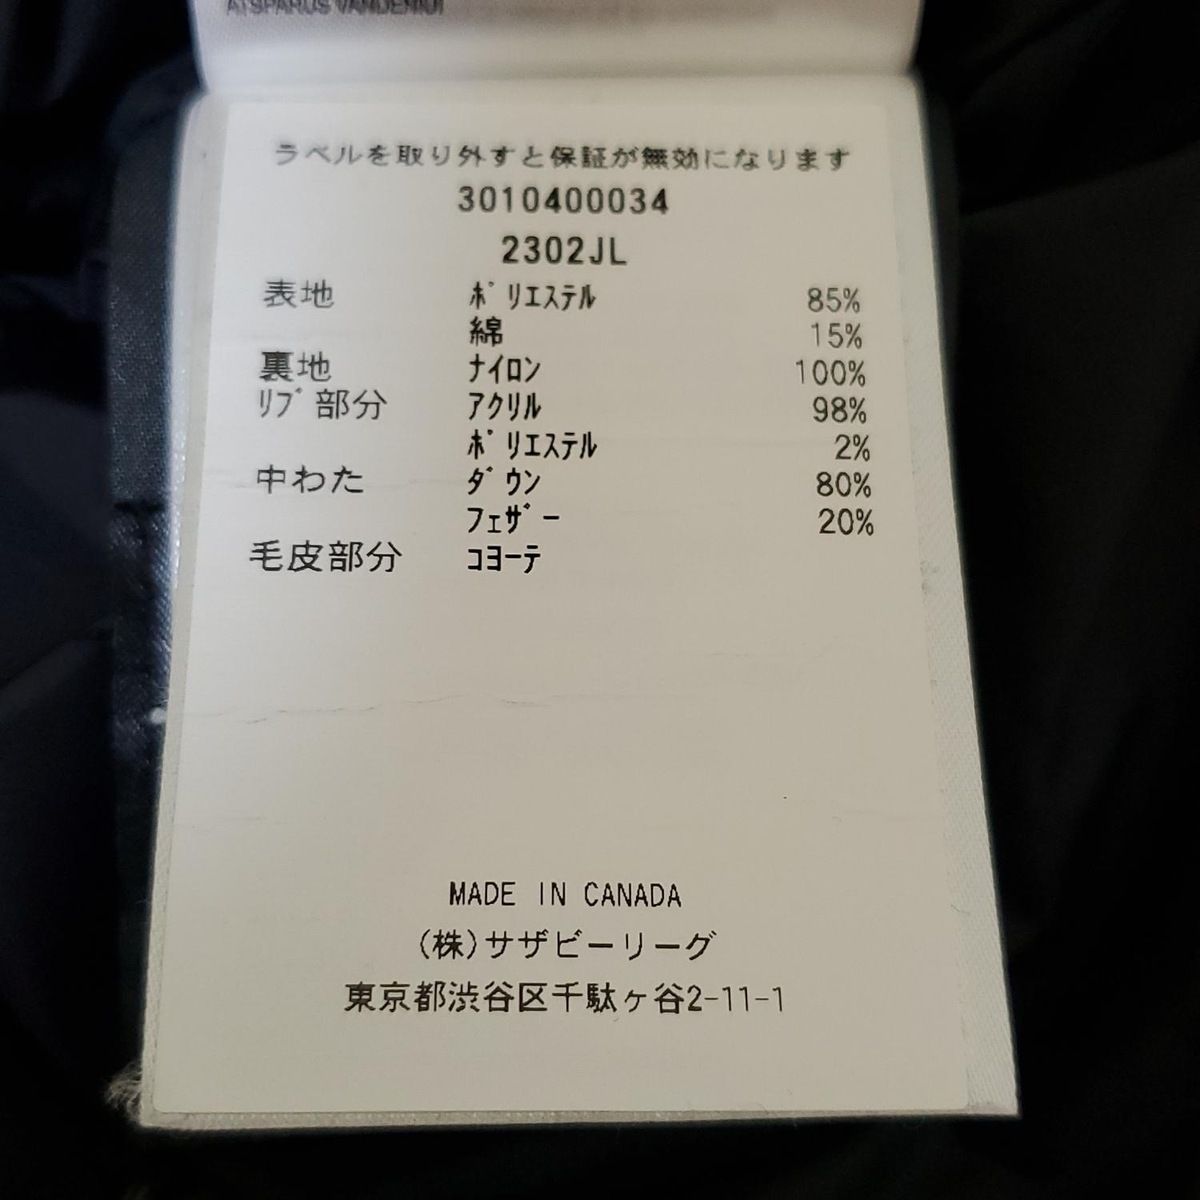 ATSPARUS VANDENIUI
ラベルを取り外すと保証が無効になります
3010400034
2302JL
表地 ﾎﾟﾘｴｽﾃﾙ 85%
綿 15%
裏地 ﾅｲﾛﾝ 100%
ﾘﾌﾞ部分 ｱｸﾘﾙ 98%
ﾎﾟﾘｴｽﾃﾙ 2%
中わた ﾀﾞｳﾝ 80%
ﾌｪｻﾞｰ 20%
毛皮部分 ｺﾖｰﾃ
MADE IN CANADA
(株)サザビーリーグ
東京都渋谷区千駄ヶ谷2-11-1